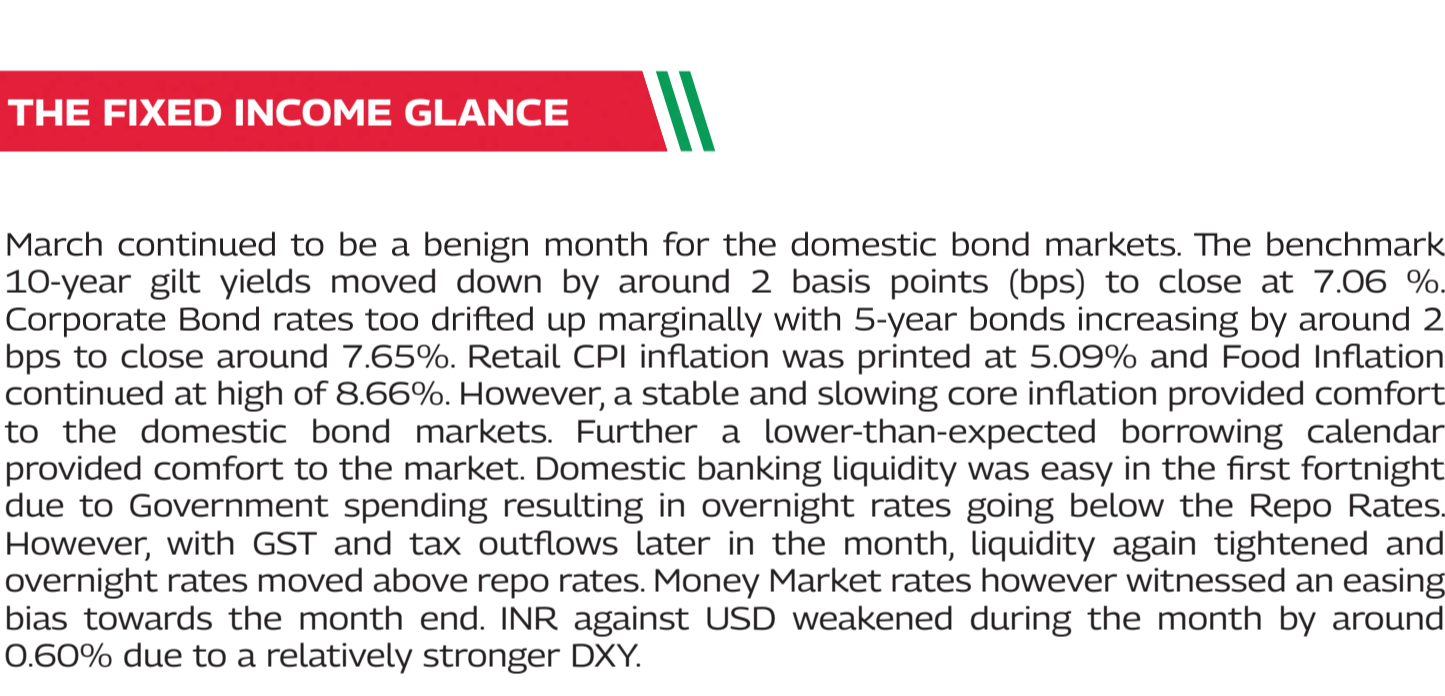 THE FIXED INCOME GLANCE
March continued to be a benign month for the domestic bond markets. The benchmark
10-year gilt yields moved down by around 2 basis points (bps) to close at 7.06 %.
Corporate Bond rates too drifted up marginally with 5-year bonds increasing by around 2
bps to close around 7.65%. Retail CPI inflation was printed at 5.09% and Food Inflation
continued at high of 8.66%. However, a stable and slowing core inflation provided comfort
to the domestic bond markets. Further a lower-than-expected borrowing calendar
provided comfort to the market. Domestic banking liquidity was easy in the first fortnight
due to Government spending resulting in overnight rates going below the Repo Rates.
However, with GST and tax outflows later in the month, liquidity again tightened and
overnight rates moved above repo rates. Money Market rates however witnessed an easing
bias towards the month end. INR against USD weakened during the month by around
0.60% due to a relatively stronger DXY.